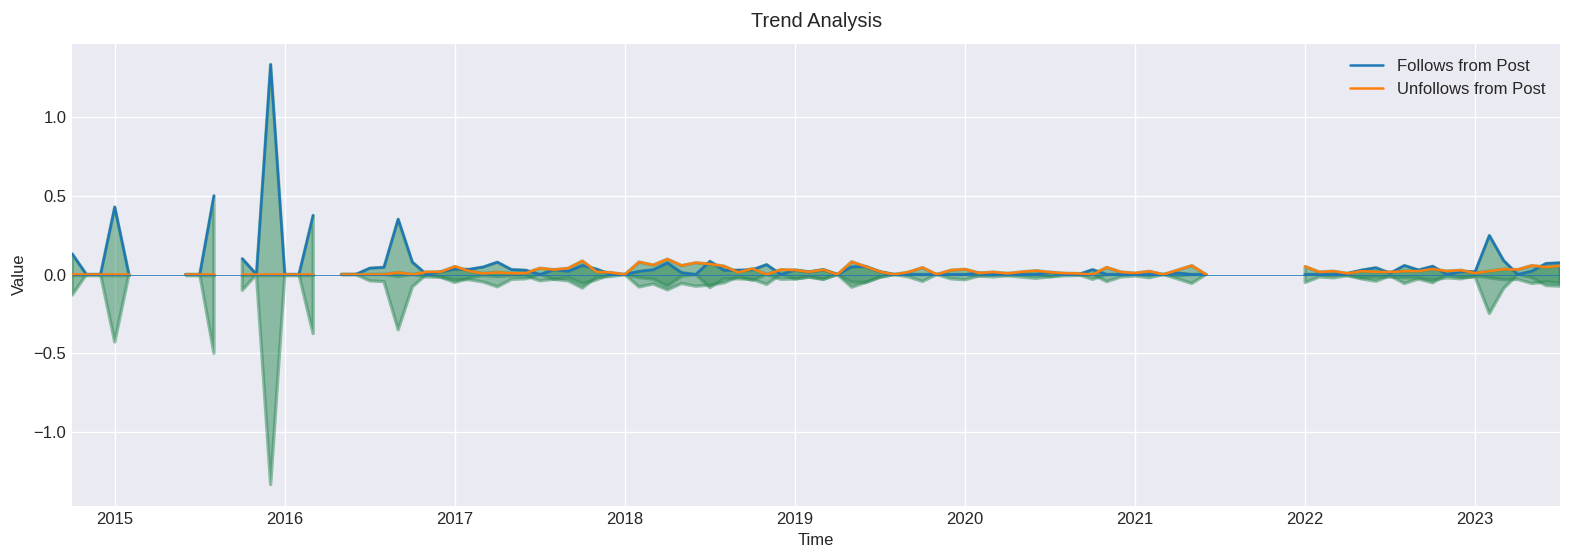 Trend Analysis
Follows from Post
Unfollows from Post
Value
1.0
0.5
0.0
−0.5
−1.0
2015 2016 2017 2018 2019 2020 2021 2022 2023
Time